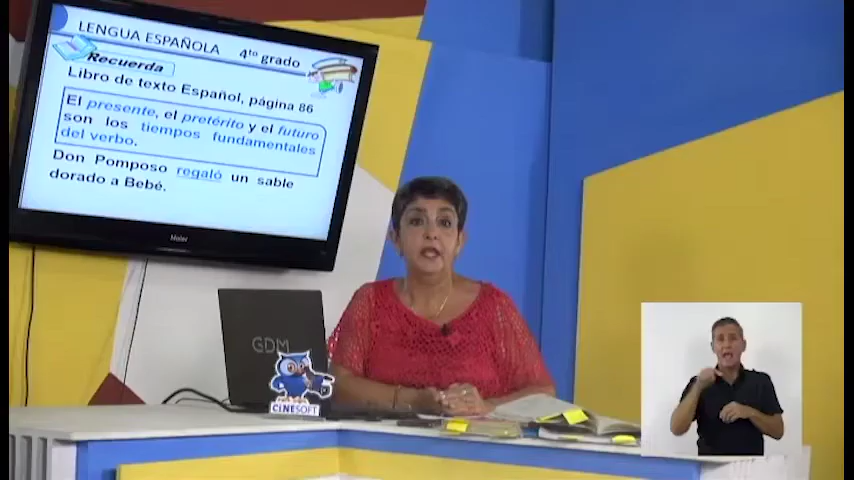 LENGUA ESPAÑOLA 4to grado
Recuerda
Libro de texto Español, página 86
El presente, el pretérito y el futuro
son los tiempos fundamentales
del verbo.
Don Pomposo regaló un sable
dorado a Bebé.
Haier
GDM
CINESOFT